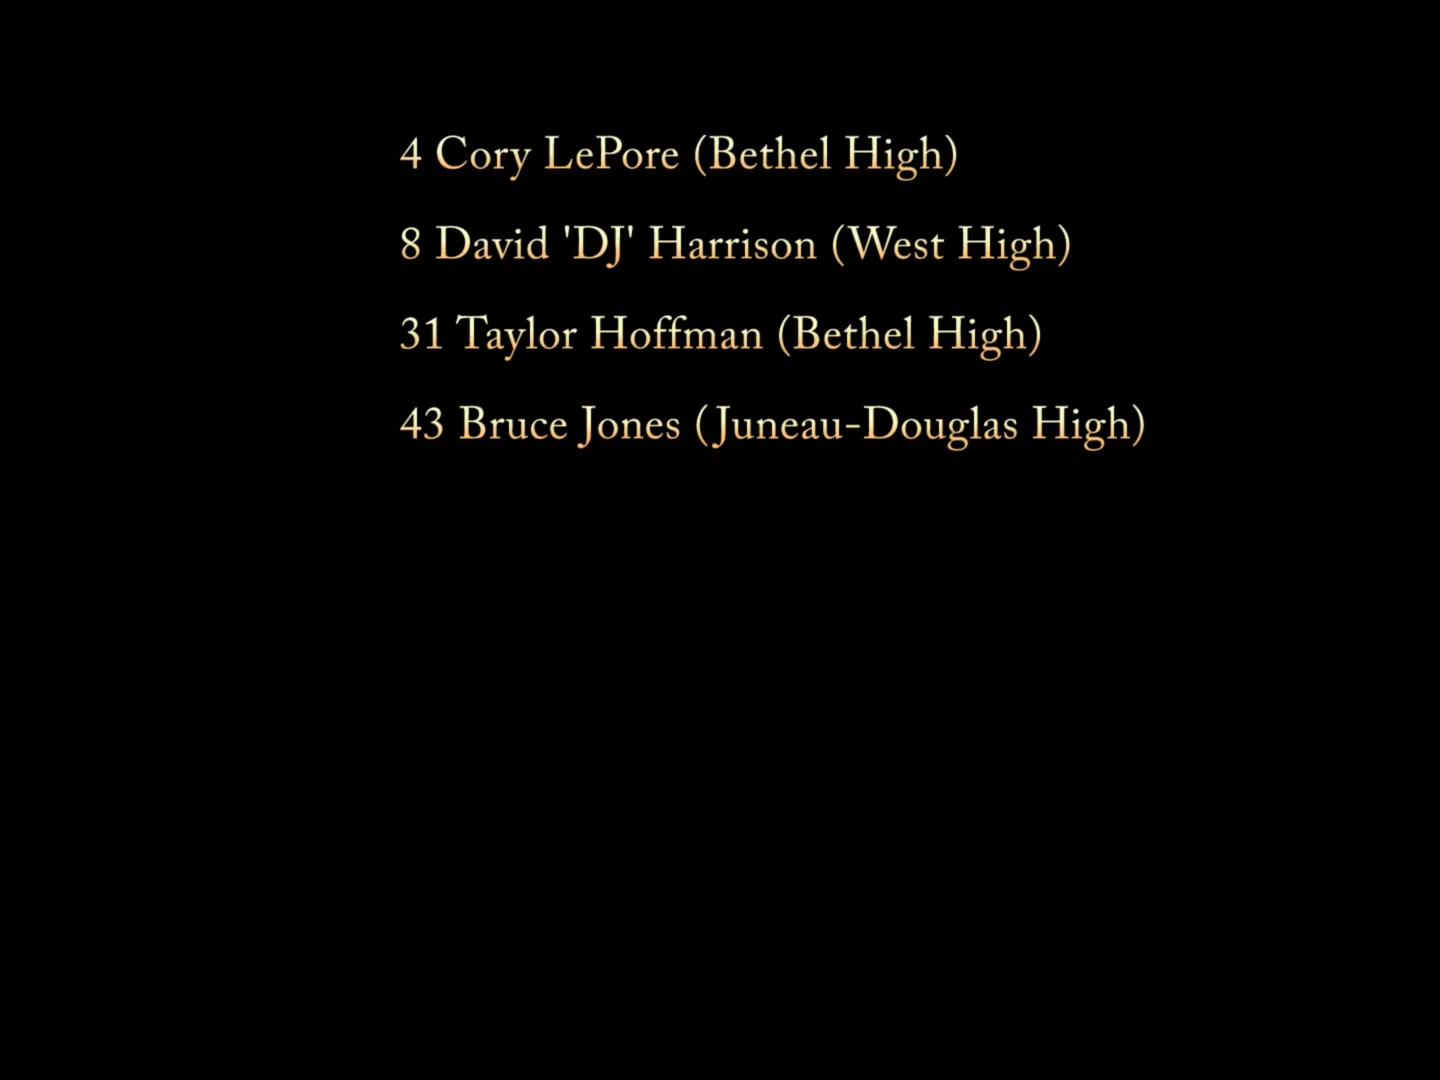 4 Cory LePore (Bethel High)
8 David 'DJ' Harrison (West High)
31 Taylor Hoffman (Bethel High)
43 Bruce Jones (Juneau-Douglas High)